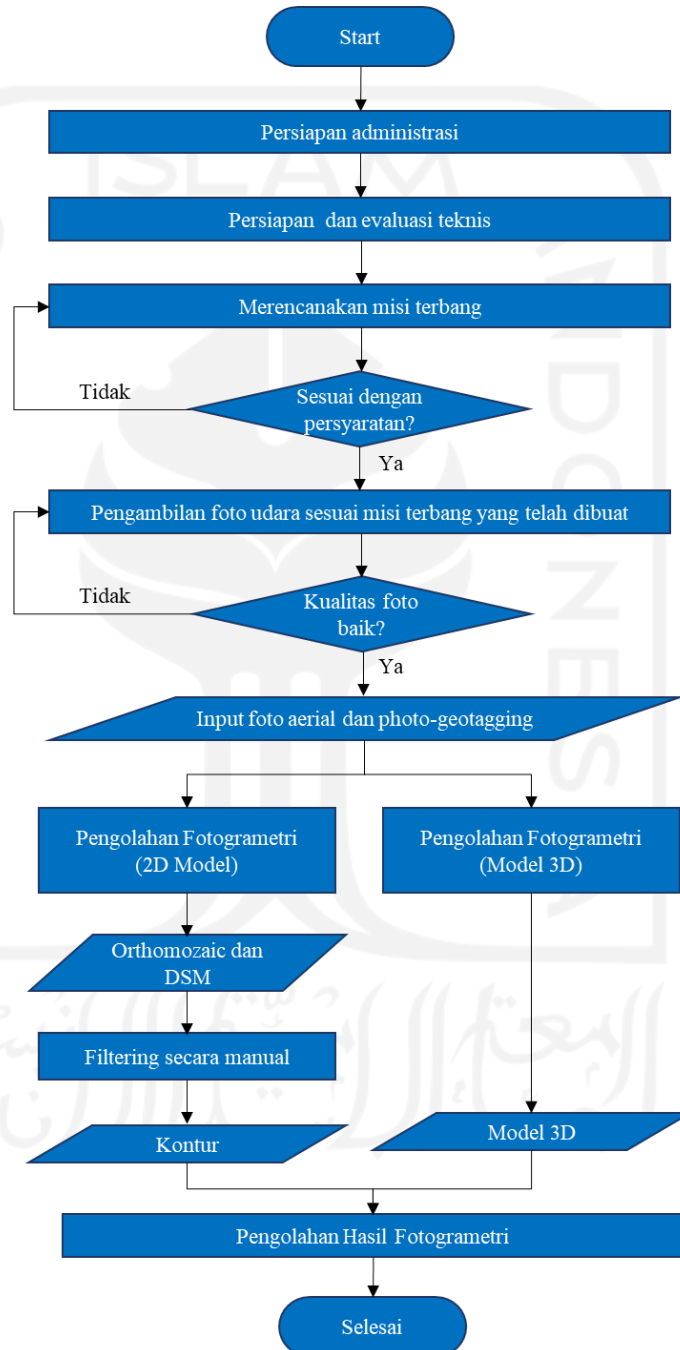 Start
Persiapan administrasi
Persiapan dan evaluasi teknis
Merencanakan misi terbang
Tidak
Sesuai dengan
persyaratan?
Ya
Pengambilan foto udara sesuai misi terbang yang telah dibuat
Tidak
Kualitas foto
baik?
Ya
Input foto aerial dan photo-geotagging
Pengolahan Fotogrametri
(2D Model)
Pengolahan Fotogrametri
(Model 3D)
Orthomozaic dan
DSM
Filtering secara manual
Kontur
Model 3D
Pengolahan Hasil Fotogrametri
Selesai
ISLAM
INDONESIA